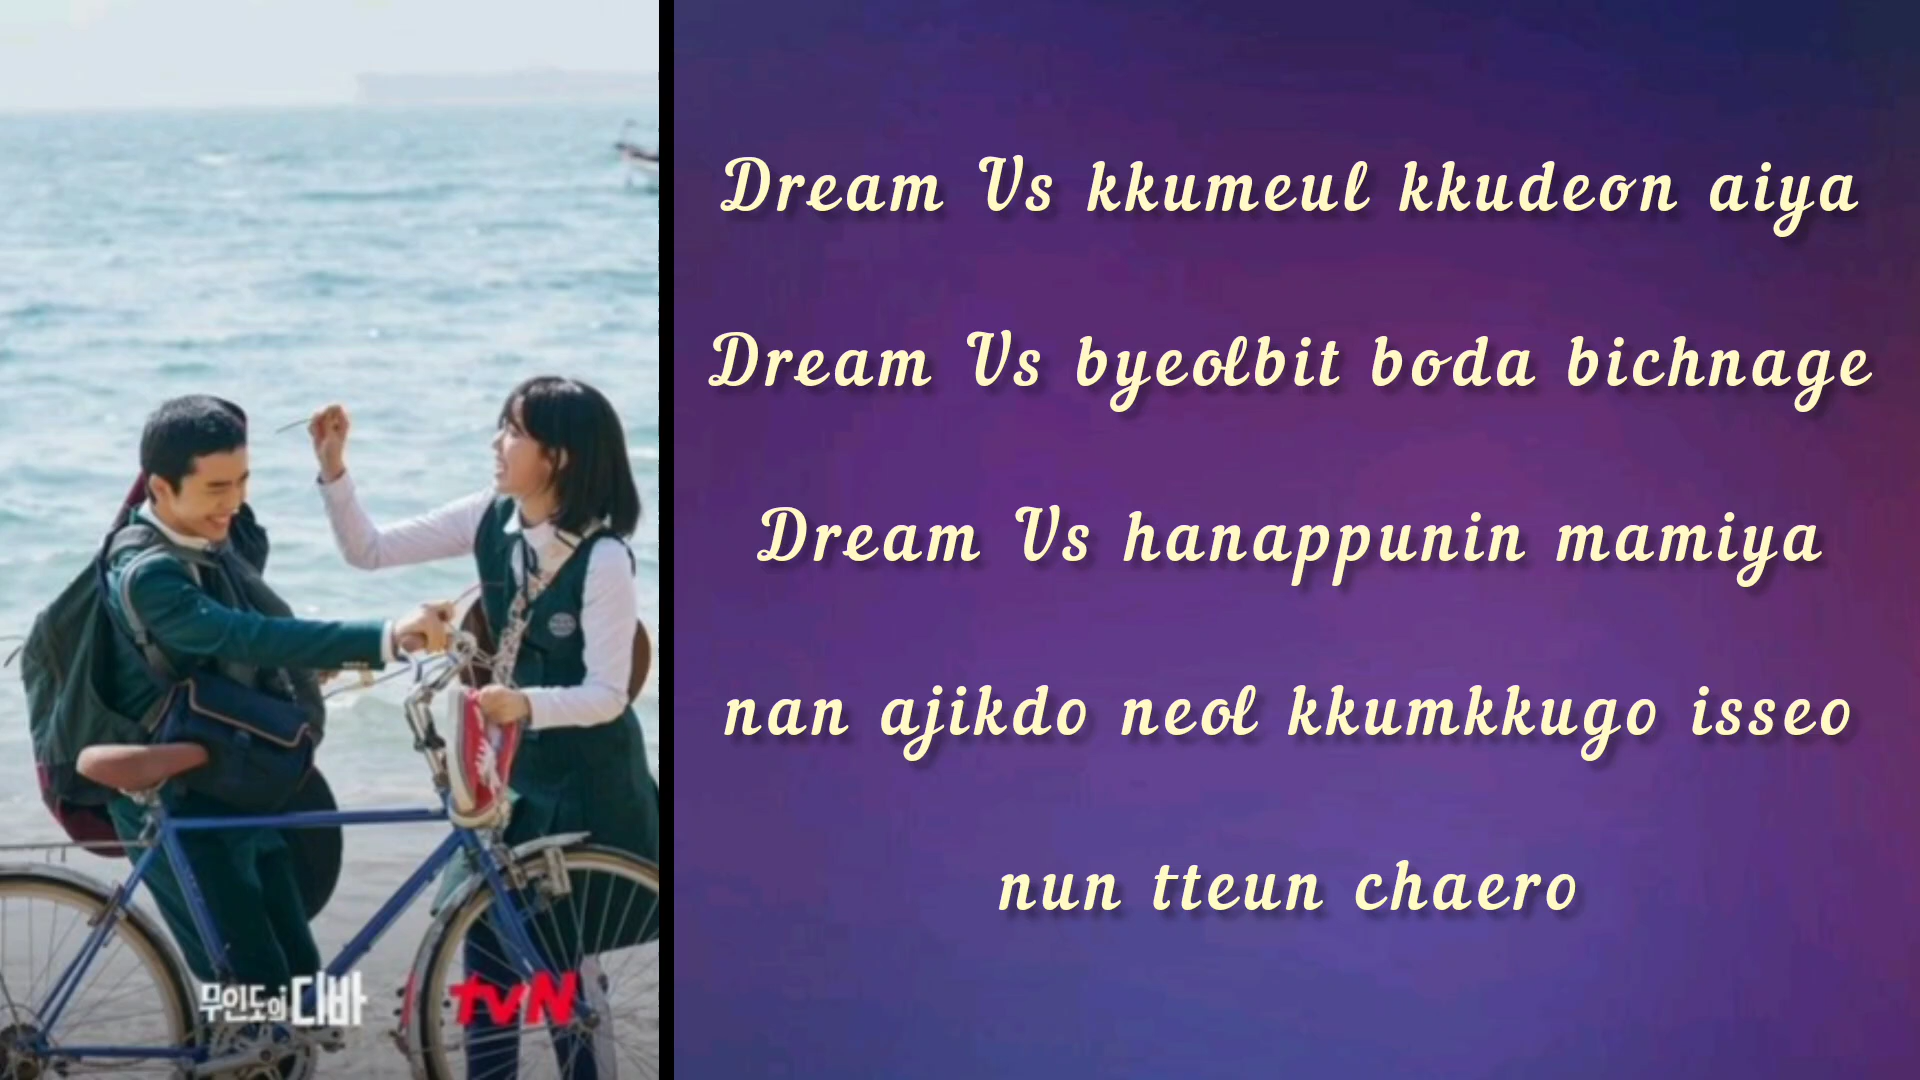 Dream Us kkumeul kkudeon aiya
Dream Us byeolbit boda bichnage
Dream Us hanappunin mamiya
nan ajikdo neol kkumkkugo isseo
nun tteun chaero
무인도의 디바
tvN